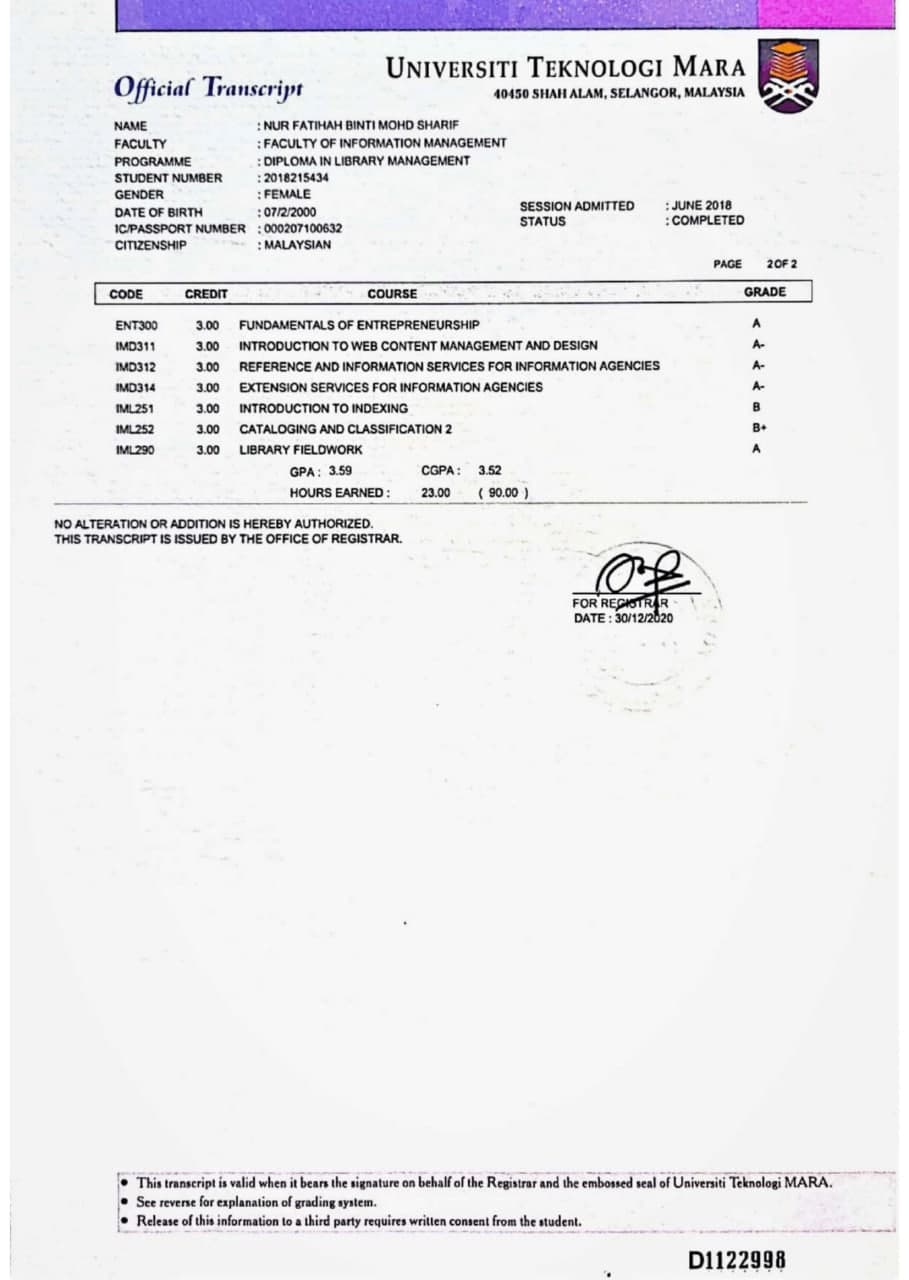 Official Transcript
UNIVERSITI TEKNOLOGI MARA
40450 SHAH ALAM, SELANGOR, MALAYSIA
NAME : NUR FATIHAH BINTI MOHD SHARIF
FACULTY : FACULTY OF INFORMATION MANAGEMENT
PROGRAMME : DIPLOMA IN LIBRARY MANAGEMENT
STUDENT NUMBER : 2018215434
GENDER : FEMALE
DATE OF BIRTH : 07/2/2000
IC/PASSPORT NUMBER : 000207100632
CITIZENSHIP : MALAYSIAN
SESSION ADMITTED : JUNE 2018
STATUS : COMPLETED
PAGE 2 OF 2
CODE CREDIT COURSE GRADE
ENT300 3.00 FUNDAMENTALS OF ENTREPRENEURSHIP A
IMD311 3.00 INTRODUCTION TO WEB CONTENT MANAGEMENT AND DESIGN A-
IMD312 3.00 REFERENCE AND INFORMATION SERVICES FOR INFORMATION AGENCIES A-
IMD314 3.00 EXTENSION SERVICES FOR INFORMATION AGENCIES A-
IML251 3.00 INTRODUCTION TO INDEXING B
IML252 3.00 CATALOGING AND CLASSIFICATION 2 B+
IML290 3.00 LIBRARY FIELDWORK A
GPA : 3.59 CGPA : 3.52
HOURS EARNED : 23.00 ( 90.00 )
NO ALTERATION OR ADDITION IS HEREBY AUTHORIZED.
THIS TRANSCRIPT IS ISSUED BY THE OFFICE OF REGISTRAR.
FOR REGISTRAR
DATE : 30/12/2020
• This transcript is valid when it bears the signature on behalf of the Registrar and the embossed seal of Universiti Teknologi MARA.
• See reverse for explanation of grading system.
• Release of this information to a third party requires written consent from the student.
D1122998